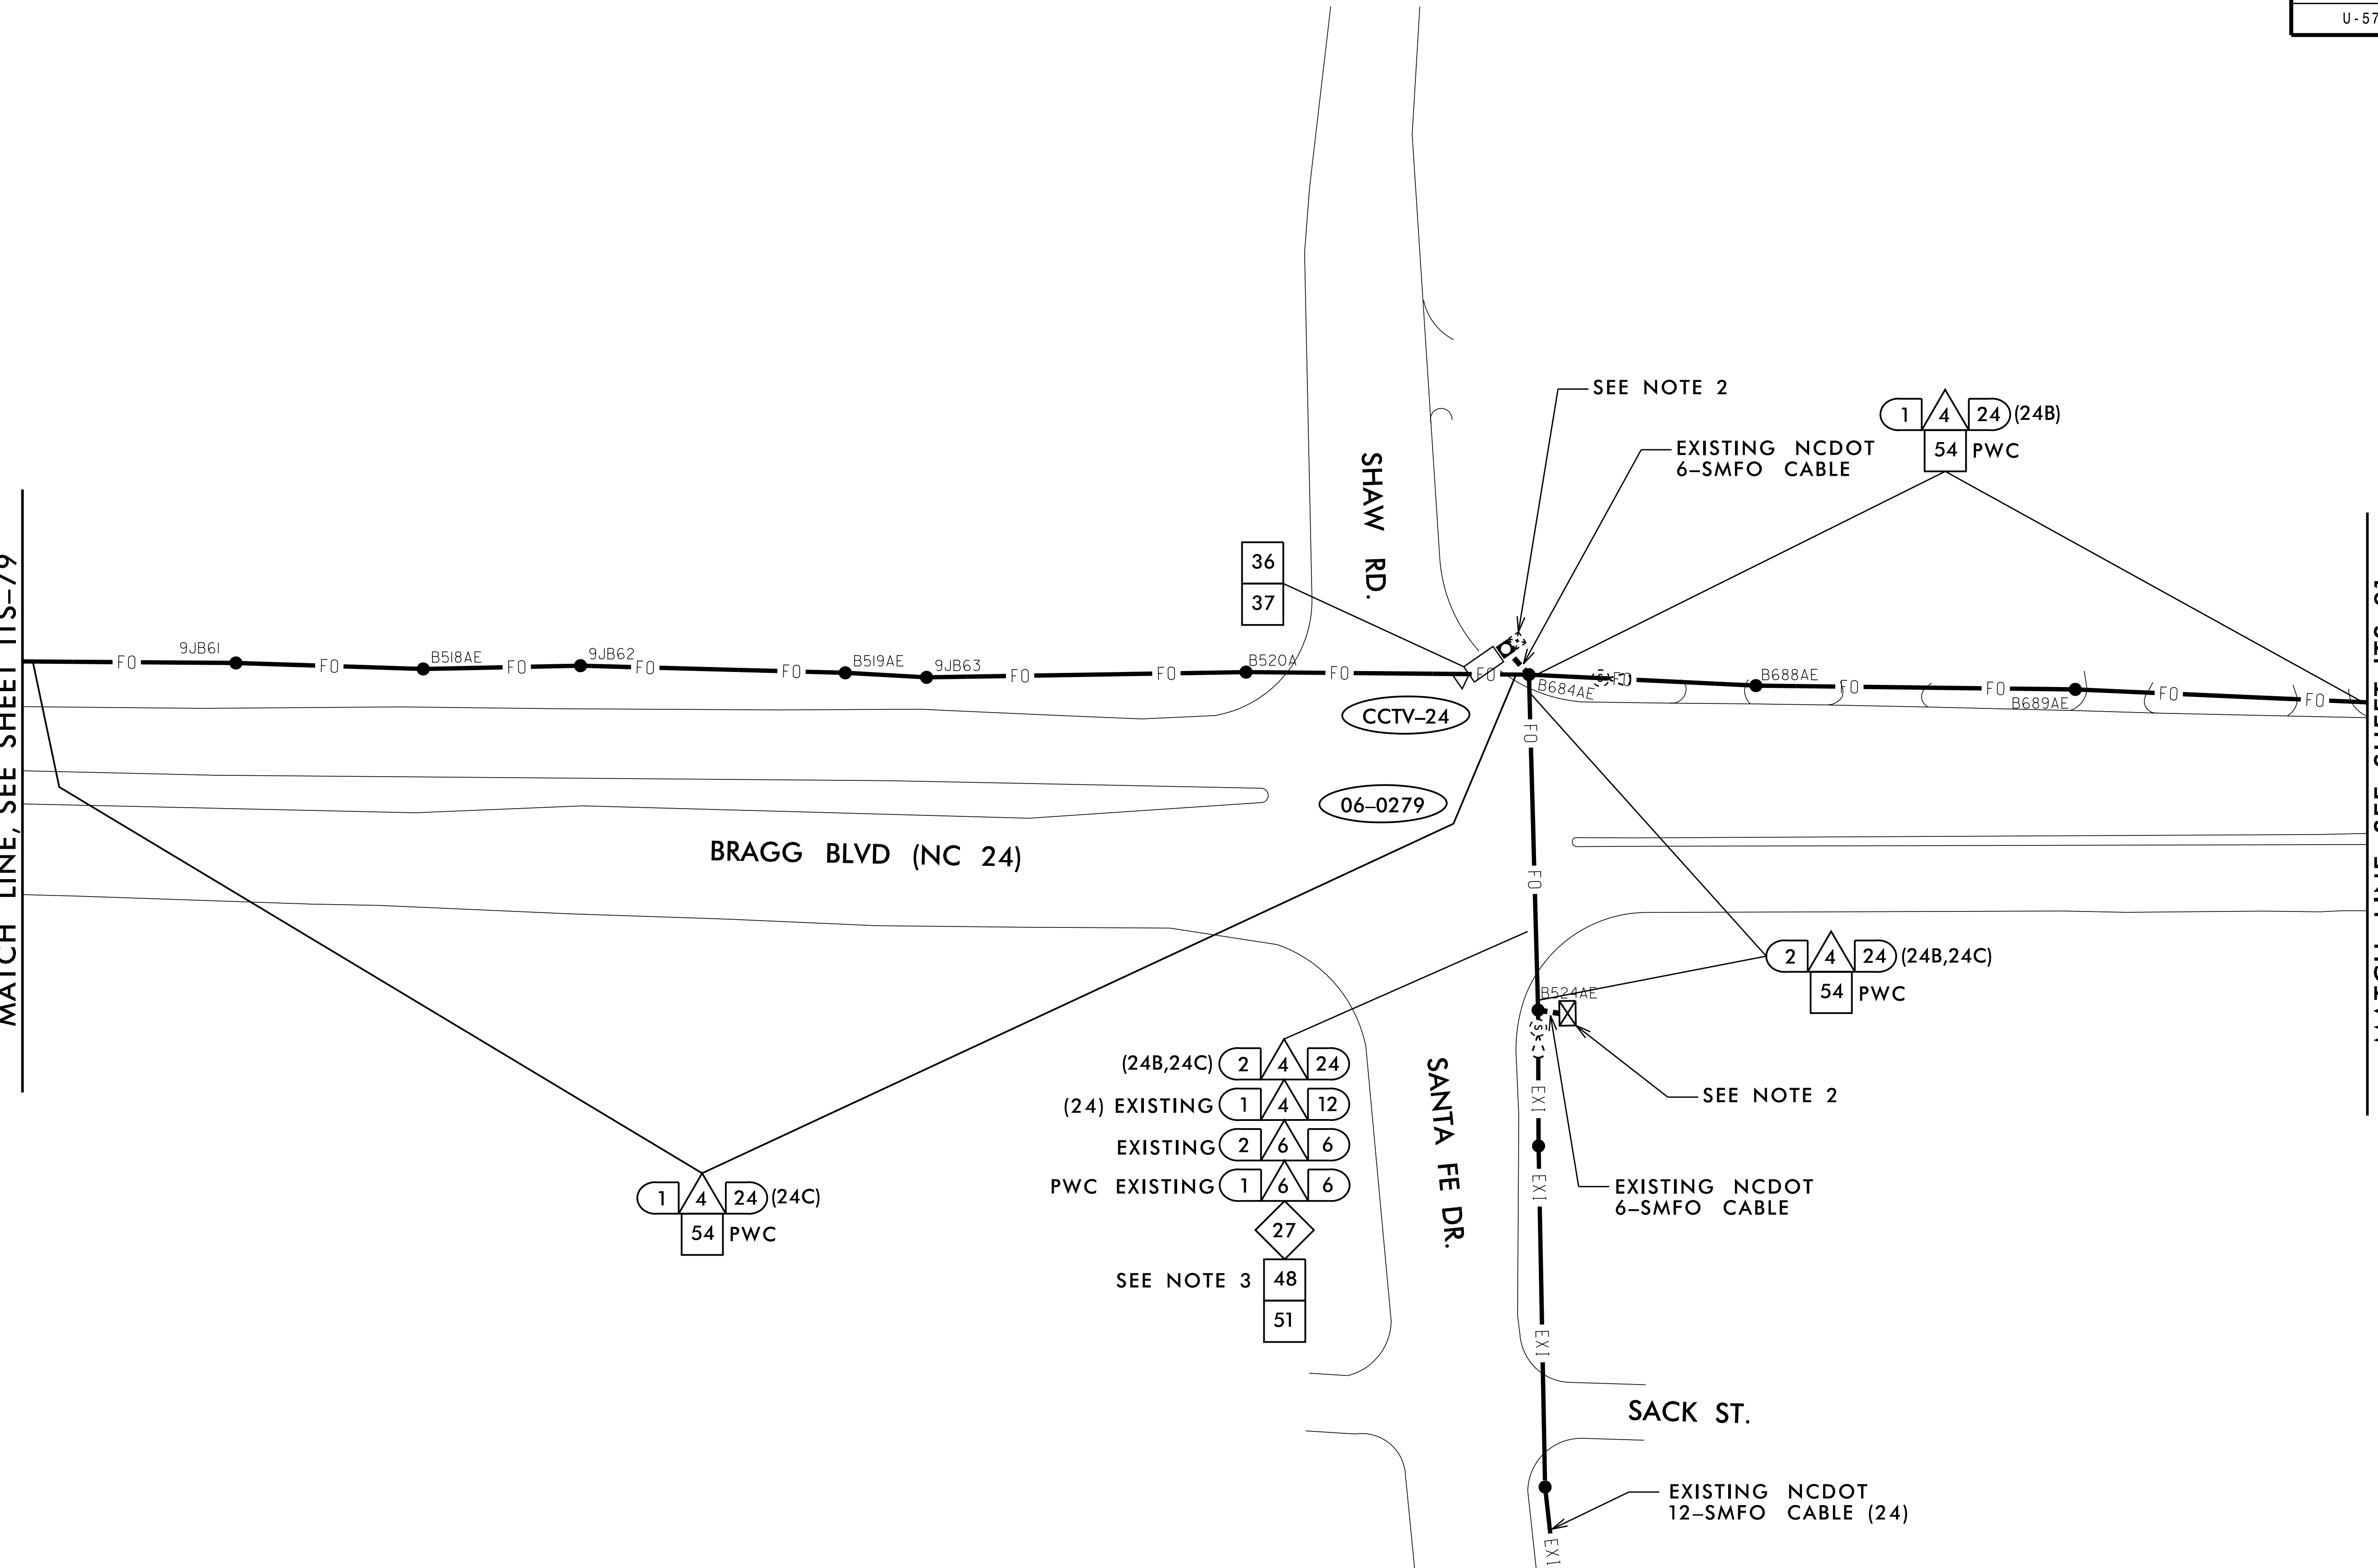 U-57
SEE NOTE 2
1 4 24 (24B)
54 PWC
EXISTING NCDOT
6-SMFO CABLE
SHAW RD.
36
37
MATCH LINE, SEE SHEET ITS-79
9JB61
FO
FO
B518AE
FO
9JB62
FO
FO
B519AE
9JB63
FO
FO
B520A
FO
FO
B684AE
S
FO
B688AE
FO
FO
B689AE
FO
FO
CCTV-24
FO
06-0279
BRAGG BLVD (NC 24)
FO
2 4 24 (24B,24C)
54 PWC
B524AE
S
(24B,24C) 2 4 24
(24) EXISTING 1 4 12
EXISTING 2 6 6
PWC EXISTING 1 6 6
27
SEE NOTE 3 48
51
SANTA FE DR.
EXI
SEE NOTE 2
EXI
EXISTING NCDOT
6-SMFO CABLE
1 4 24 (24C)
54 PWC
EXI
SACK ST.
EXISTING NCDOT
12-SMFO CABLE (24)
EXI